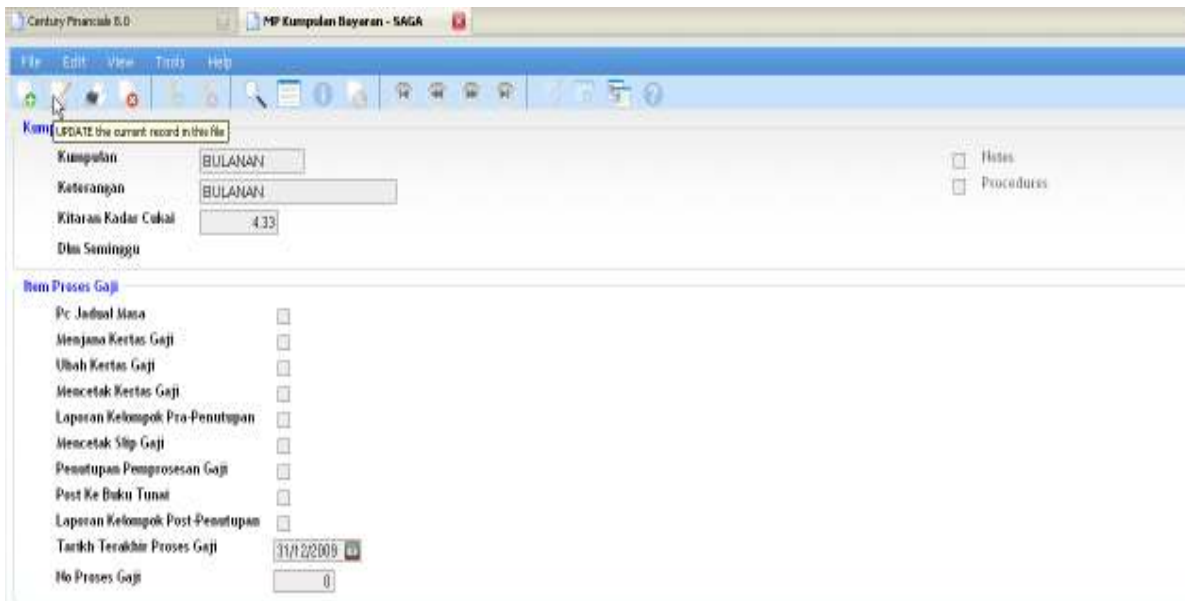 Century Financials 8.0 MP Kumpulan Bayaran - SAGA
File Edit View Tools Help
UPDATE the current record in this file
Kumpulan BULANAN Notes
Keterangan BULANAN Procedures
Kitaran Kadar Cukai 4.33
Dlm Seminggu
Item Proses Gaji
Pc Jadual Masa
Menjana Kertas Gaji
Ubah Kertas Gaji
Mencetak Kertas Gaji
Laporan Kelompok Pra-Penutupan
Mencetak Slip Gaji
Penutupan Pemprosesan Gaji
Post Ke Buku Tunai
Laporan Kelompok Post-Penutupan
Tarikh Terakhir Proses Gaji 31/12/2009
No Proses Gaji 0